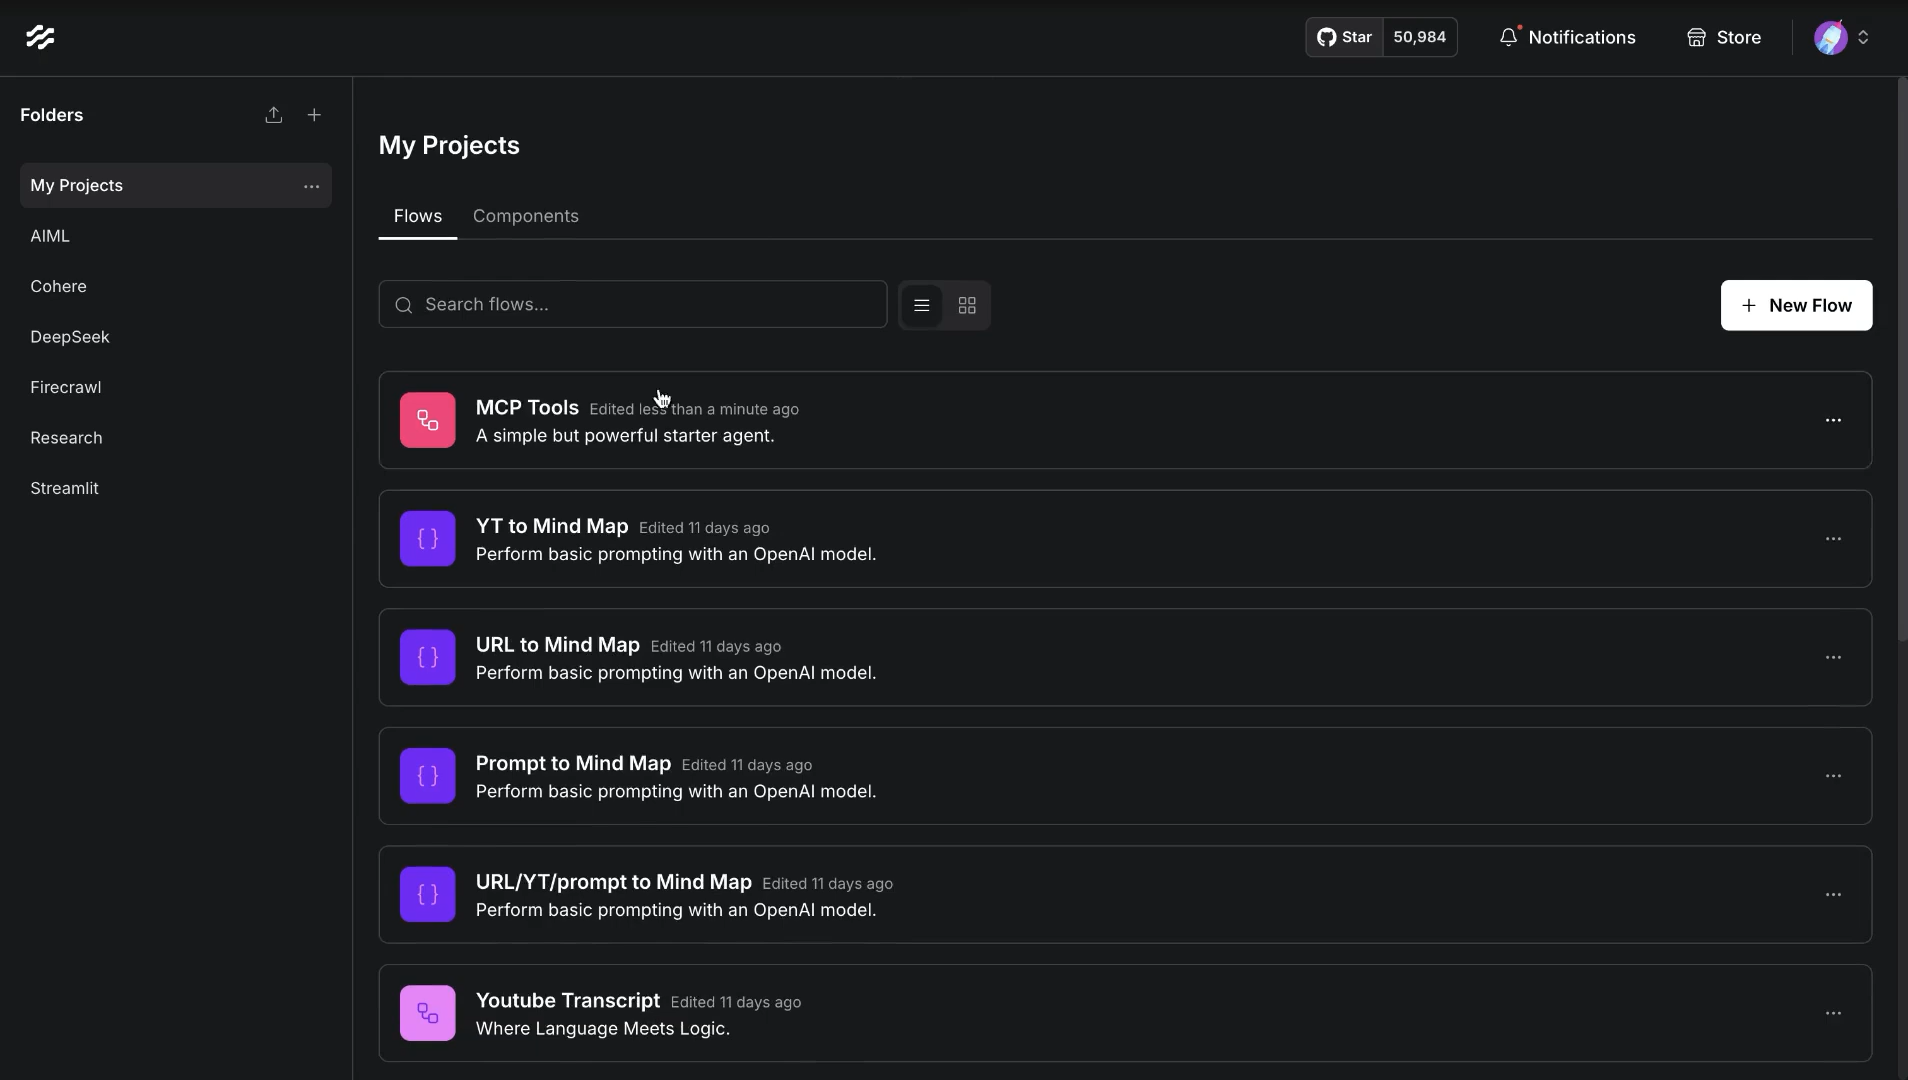 Star 50,984 Notifications Store
Folders
My Projects
AIML
Cohere
DeepSeek
Firecrawl
Research
Streamlit
My Projects
Flows Components
Search flows...
New Flow
MCP Tools Edited less than a minute ago
A simple but powerful starter agent.
YT to Mind Map Edited 11 days ago
Perform basic prompting with an OpenAI model.
URL to Mind Map Edited 11 days ago
Perform basic prompting with an OpenAI model.
Prompt to Mind Map Edited 11 days ago
Perform basic prompting with an OpenAI model.
URL/YT/prompt to Mind Map Edited 11 days ago
Perform basic prompting with an OpenAI model.
Youtube Transcript Edited 11 days ago
Where Language Meets Logic.